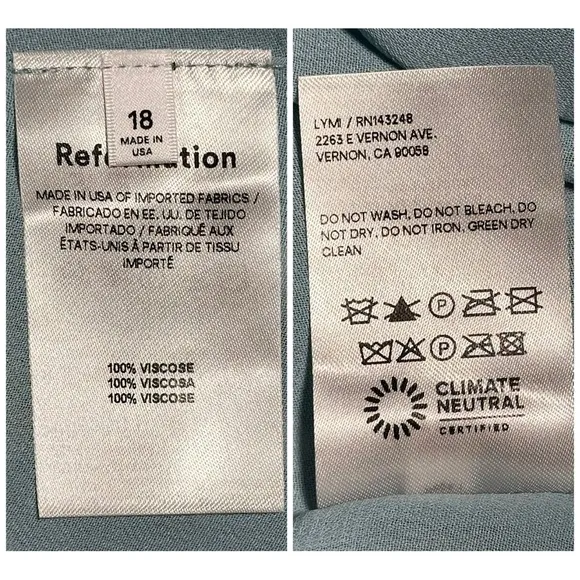 18
MADE IN
USA
Ref mation
MADE IN USA OF IMPORTED FABRICS /
FABRICADO EN EE. UU. DE TEJIDO
IMPORTADO / FABRIQUÉ AUX
ÉTATS-UNIS À PARTIR DE TISSU
IMPORTÉ
100% VISCOSE
100% VISCOSA
100% VISCOSE
LYMI / RN143248
2263 E VERNON AVE.
VERNON, CA 90058
DO NOT WASH, DO NOT BLEACH, DO
NOT DRY, DO NOT IRON, GREEN DRY
CLEAN
P
P
CLIMATE
NEUTRAL
CERTIFIED